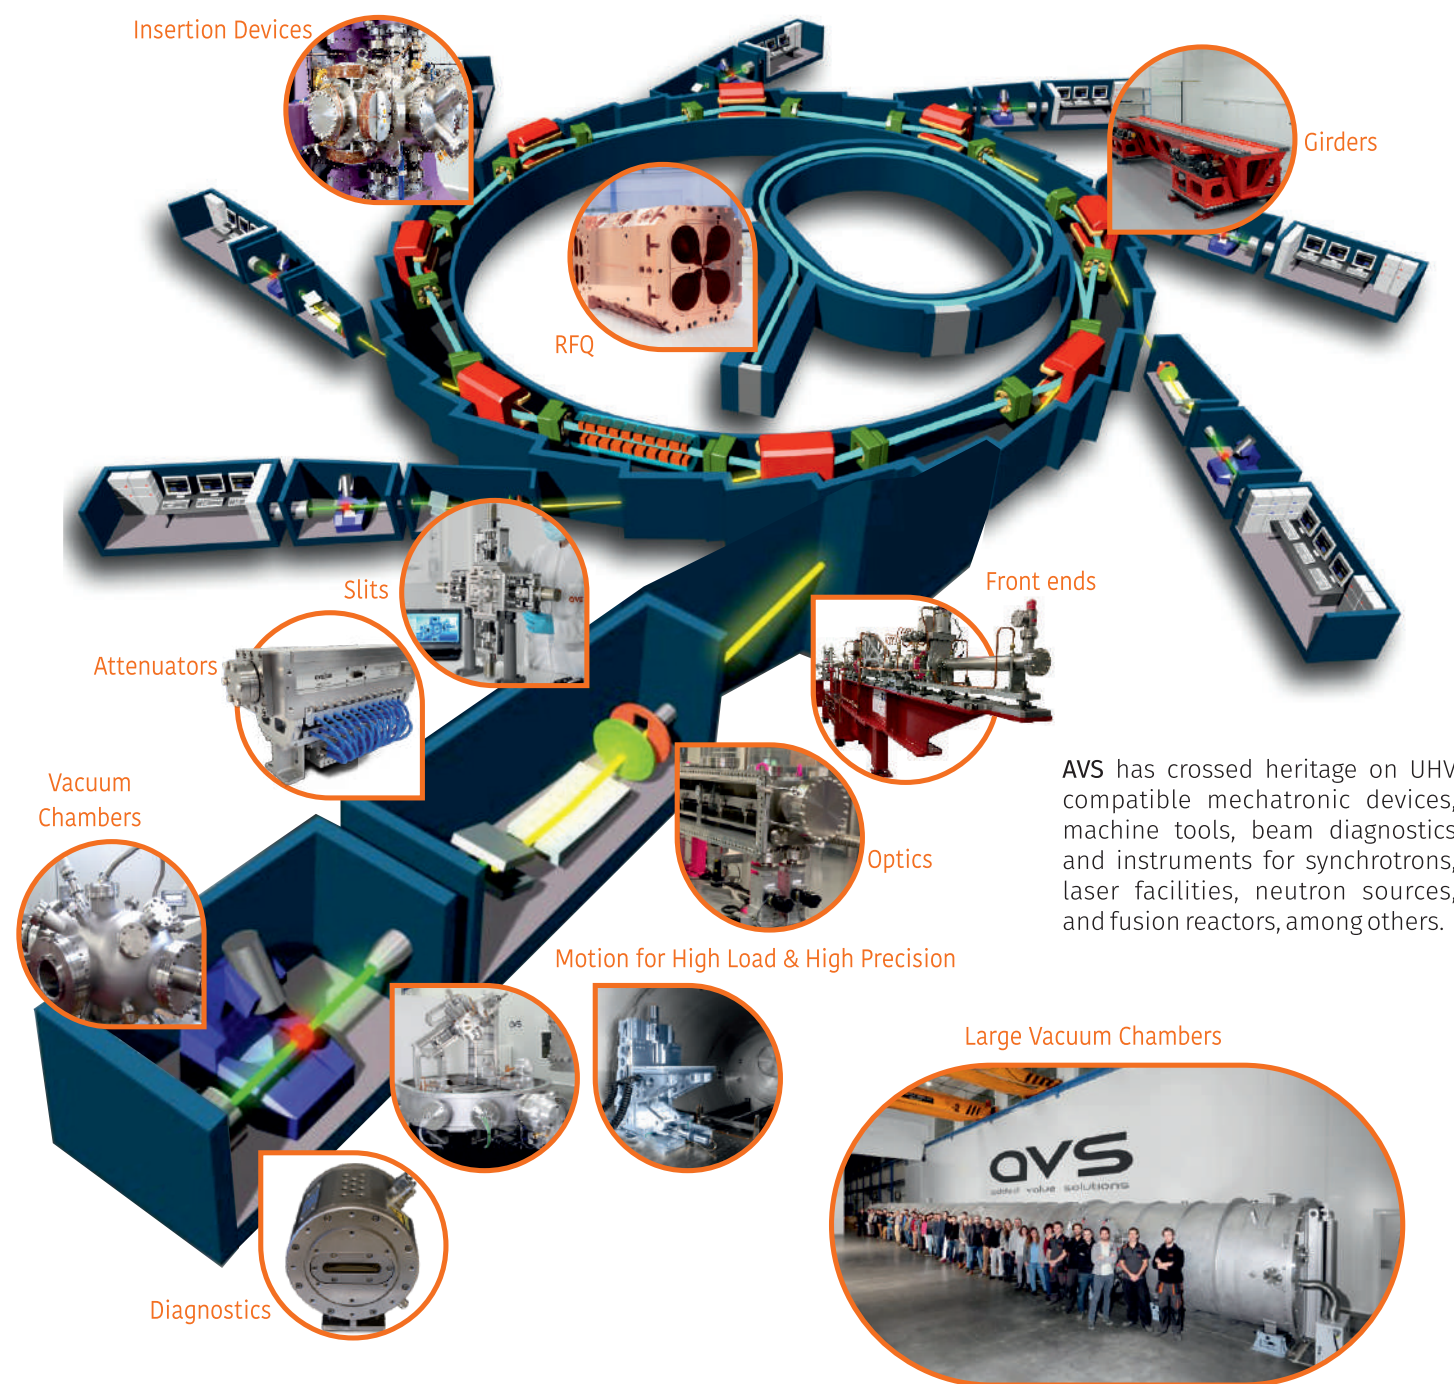 Insertion Devices
Girders
RFQ
Slits
Front ends
Attenuators
Vacuum
Chambers
Optics
AVS has crossed heritage on UHV
compatible mechatronic devices,
machine tools, beam diagnostics
and instruments for synchrotrons,
laser facilities, neutron sources,
and fusion reactors, among others.
Motion for High Load & High Precision
avs
Large Vacuum Chambers
avs
added value solutions
Diagnostics